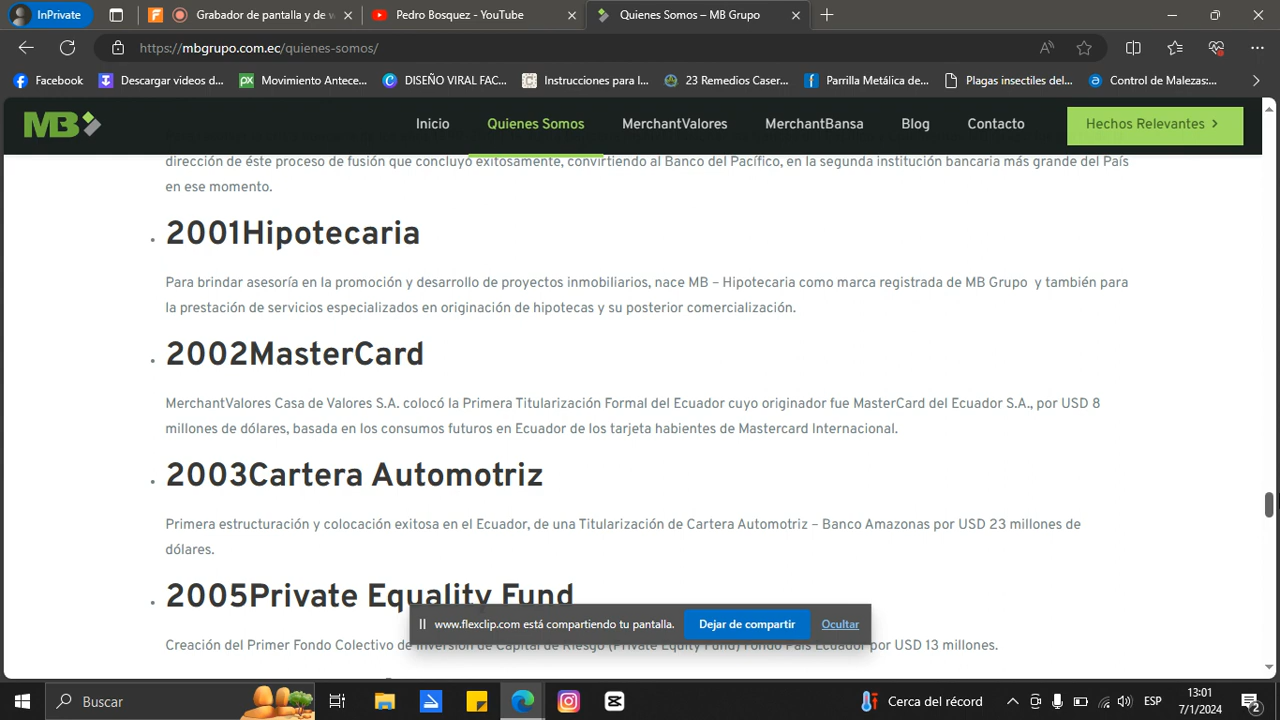 InPrivate
Grabador de pantalla y de w
Pedro Bosquez - YouTube
Quienes Somos – MB Grupo
https://mbgrupo.com.ec/quienes-somos/
Facebook
Descargar videos d...
Movimiento Antece...
DISEÑO VIRAL FAC...
Instrucciones para l...
23 Remedios Caser...
Parrilla Metálica de...
Plagas insectiles del...
Control de Malezas:...
MB
Inicio
Quienes Somos
MerchantValores
MerchantBansa
Blog
Contacto
Hechos Relevantes
dirección de éste proceso de fusión que concluyó exitosamente, convirtiendo al Banco del Pacífico, en la segunda institución bancaria más grande del País
en ese momento.
2001Hipotecaria
Para brindar asesoría en la promoción y desarrollo de proyectos inmobiliarios, nace MB – Hipotecaria como marca registrada de MB Grupo y también para
la prestación de servicios especializados en originación de hipotecas y su posterior comercialización.
2002MasterCard
MerchantValores Casa de Valores S.A. colocó la Primera Titularización Formal del Ecuador cuyo originador fue MasterCard del Ecuador S.A., por USD 8
millones de dólares, basada en los consumos futuros en Ecuador de los tarjeta habientes de Mastercard Internacional.
2003Cartera Automotriz
Primera estructuración y colocación exitosa en el Ecuador, de una Titularización de Cartera Automotriz – Banco Amazonas por USD 23 millones de
dólares.
2005Private Equality Fund
www.flexclip.com está compartiendo tu pantalla.
Dejar de compartir
Ocultar
Creación del Primer Fondo Colectivo de Inversión de Capital de Riesgo (Private Equity Fund) Fondo País Ecuador por USD 13 millones.
Buscar
Cerca del récord
ESP
13:01
7/1/2024
2